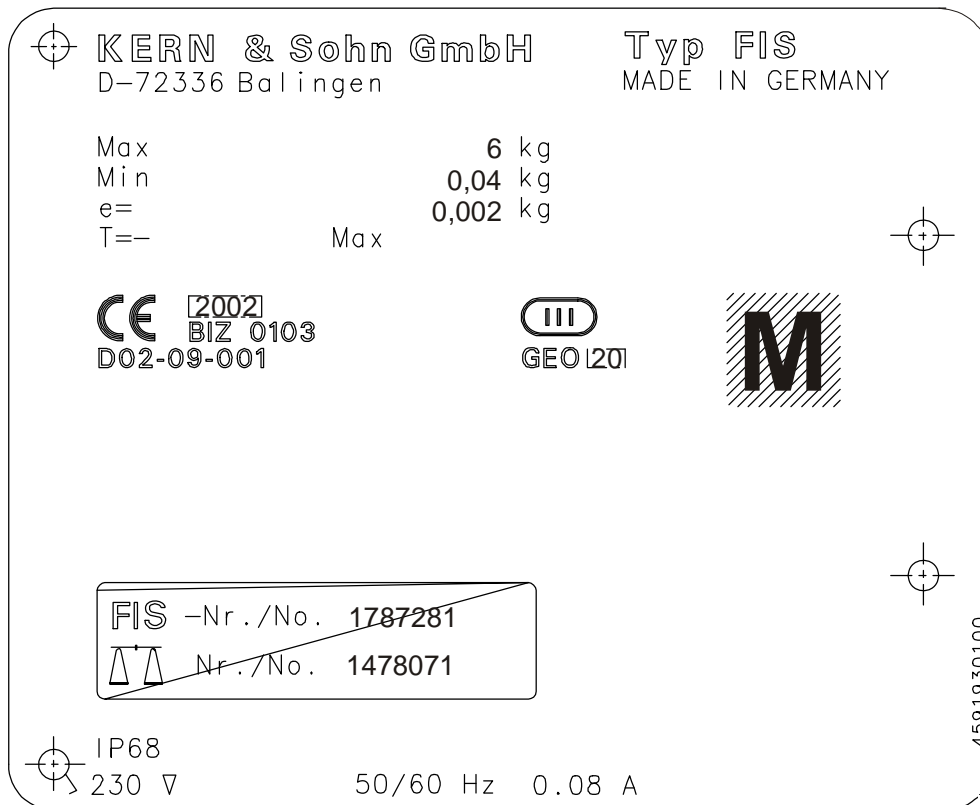 KERN & Sohn GmbH
Typ FIS
D-72336 Balingen
MADE IN GERMANY
Max 6 kg
Min 0,04 kg
e= 0,002 kg
T=- Max
CE 2002
BIZ 0103
D02-09-001
III
GEO 20
M
FIS -Nr./No. 1787281
Nr./No. 1478071
4591930100
IP68
230 V 50/60 Hz 0.08 A